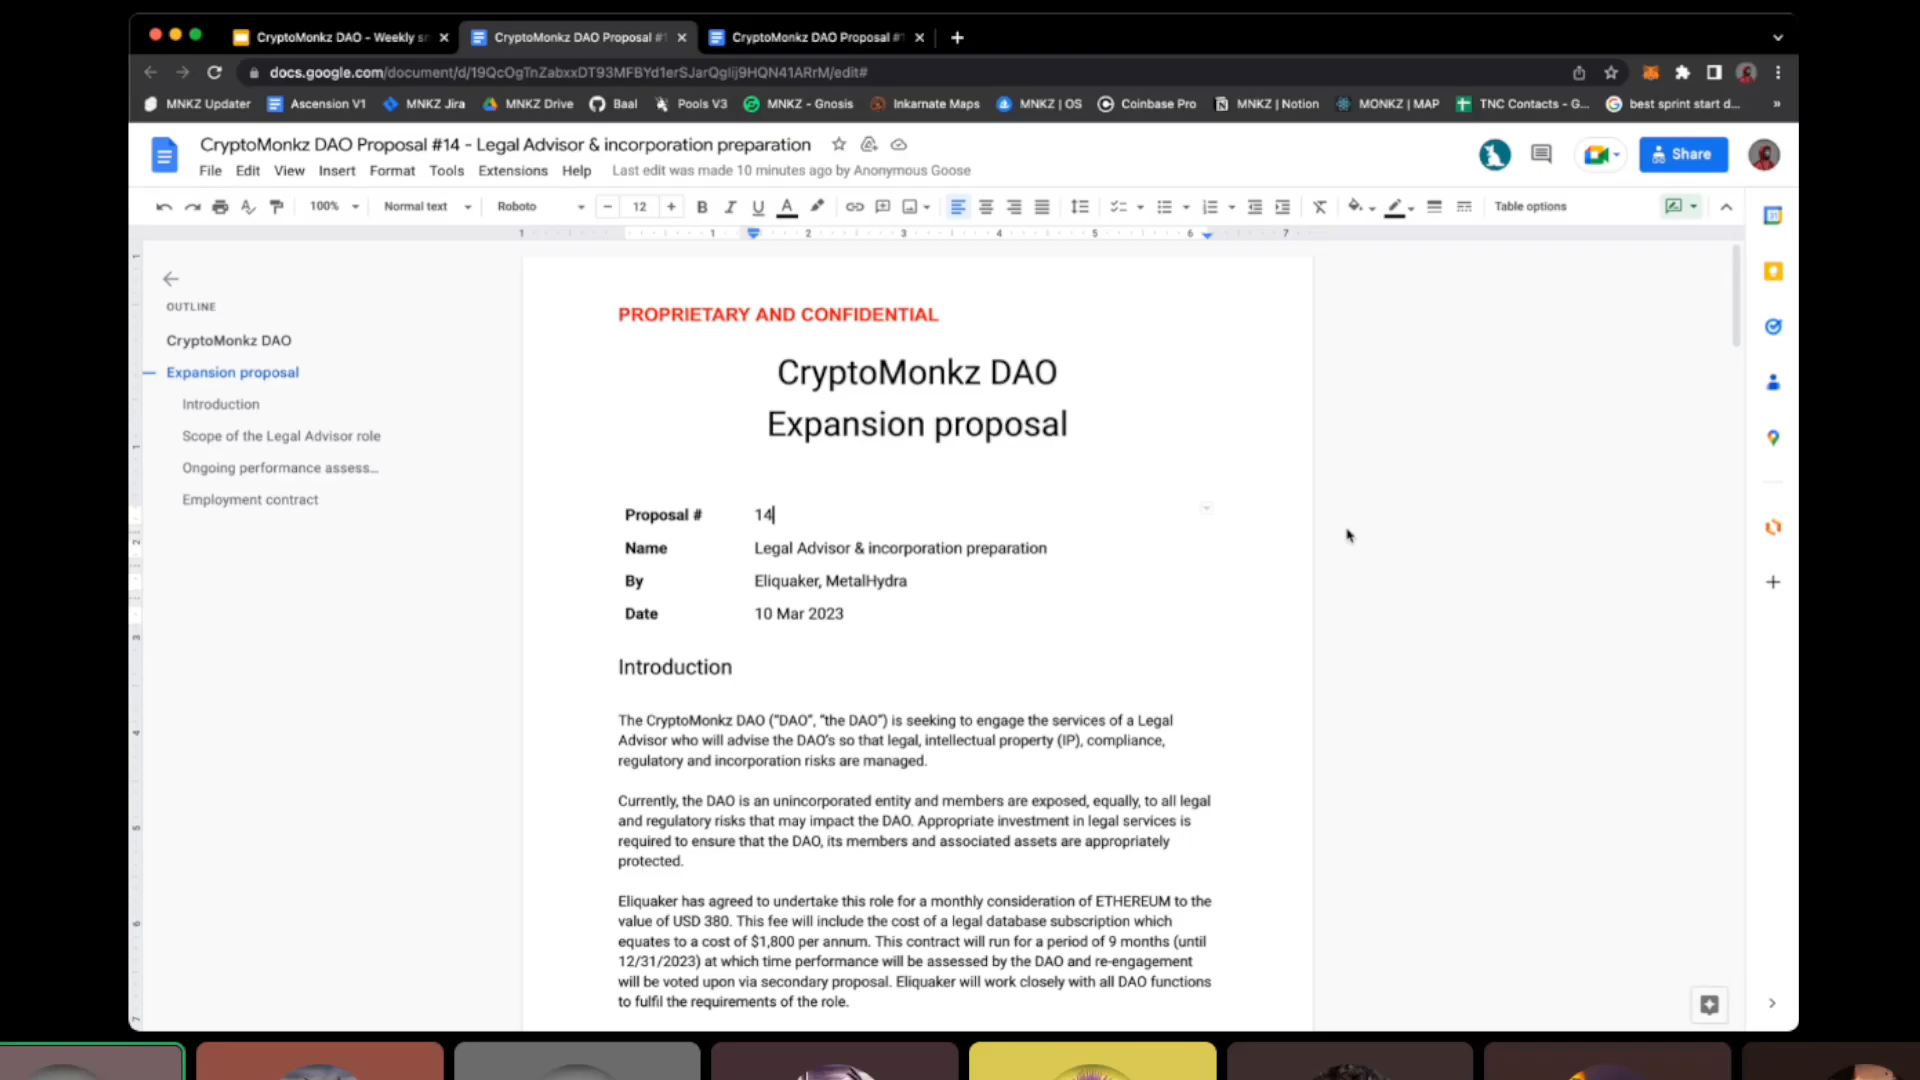 CryptoMonkz DAO - Weekly s
CryptoMonkz DAO Proposal #1
CryptoMonkz DAO Proposal #1
docs.google.com/document/d/19QcOgTnZabxxDT93MFBYd1erSJarQglij9HQN41ARrM/edit#
MNKZ Updater
Ascension V1
MNKZ Jira
MNKZ Drive
Baal
Pools V3
MNKZ - Gnosis
Inkarnate Maps
MNKZ | OS
Coinbase Pro
MNKZ | Notion
MONKZ | MAP
TNC Contacts - G...
best sprint start d...
»
CryptoMonkz DAO Proposal #14 - Legal Advisor & incorporation preparation
File Edit View Insert Format Tools Extensions Help
Last edit was made 10 minutes ago by Anonymous Goose
Share
100% Normal text Roboto 12 B I U A Table options
1 1 2 3 4 5 6 7
OUTLINE
CryptoMonkz DAO
Expansion proposal
Introduction
Scope of the Legal Advisor role
Ongoing performance assess...
Employment contract
PROPRIETARY AND CONFIDENTIAL
CryptoMonkz DAO
Expansion proposal
Proposal # 14
Name Legal Advisor & incorporation preparation
By Eliquaker, MetalHydra
Date 10 Mar 2023
Introduction
The CryptoMonkz DAO (“DAO”, “the DAO”) is seeking to engage the services of a Legal
Advisor who will advise the DAO’s so that legal, intellectual property (IP), compliance,
regulatory and incorporation risks are managed.
Currently, the DAO is an unincorporated entity and members are exposed, equally, to all legal
and regulatory risks that may impact the DAO. Appropriate investment in legal services is
required to ensure that the DAO, its members and associated assets are appropriately
protected.
Eliquaker has agreed to undertake this role for a monthly consideration of ETHEREUM to the
value of USD 380. This fee will include the cost of a legal database subscription which
equates to a cost of $1,800 per annum. This contract will run for a period of 9 months (until
12/31/2023) at which time performance will be assessed by the DAO and re-engagement
will be voted upon via secondary proposal. Eliquaker will work closely with all DAO functions
to fulfil the requirements of the role.